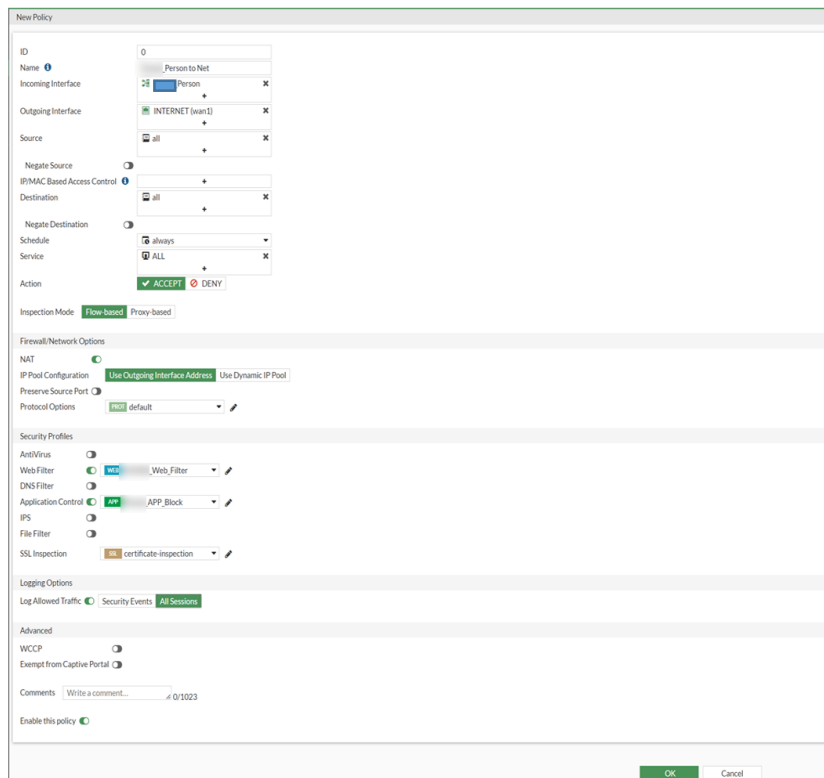 New Policy
ID 0
Name _Person to Net
Incoming Interface Person
+
Outgoing Interface INTERNET (wan1)
+
Source all
+
Negate Source
IP/MAC Based Access Control +
Destination all
+
Negate Destination
Schedule always
Service ALL
+
Action ACCEPT DENY
Inspection Mode Flow-based Proxy-based
Firewall/Network Options
NAT
IP Pool Configuration Use Outgoing Interface Address Use Dynamic IP Pool
Preserve Source Port
Protocol Options PROT default
Security Profiles
AntiVirus
Web Filter WEB _Web_Filter
DNS Filter
Application Control APP _APP_Block
IPS
File Filter
SSL Inspection SSL certificate-inspection
Logging Options
Log Allowed Traffic Security Events All Sessions
Advanced
WCCP
Exempt from Captive Portal
Comments Write a comment... 0/1023
Enable this policy
OK Cancel